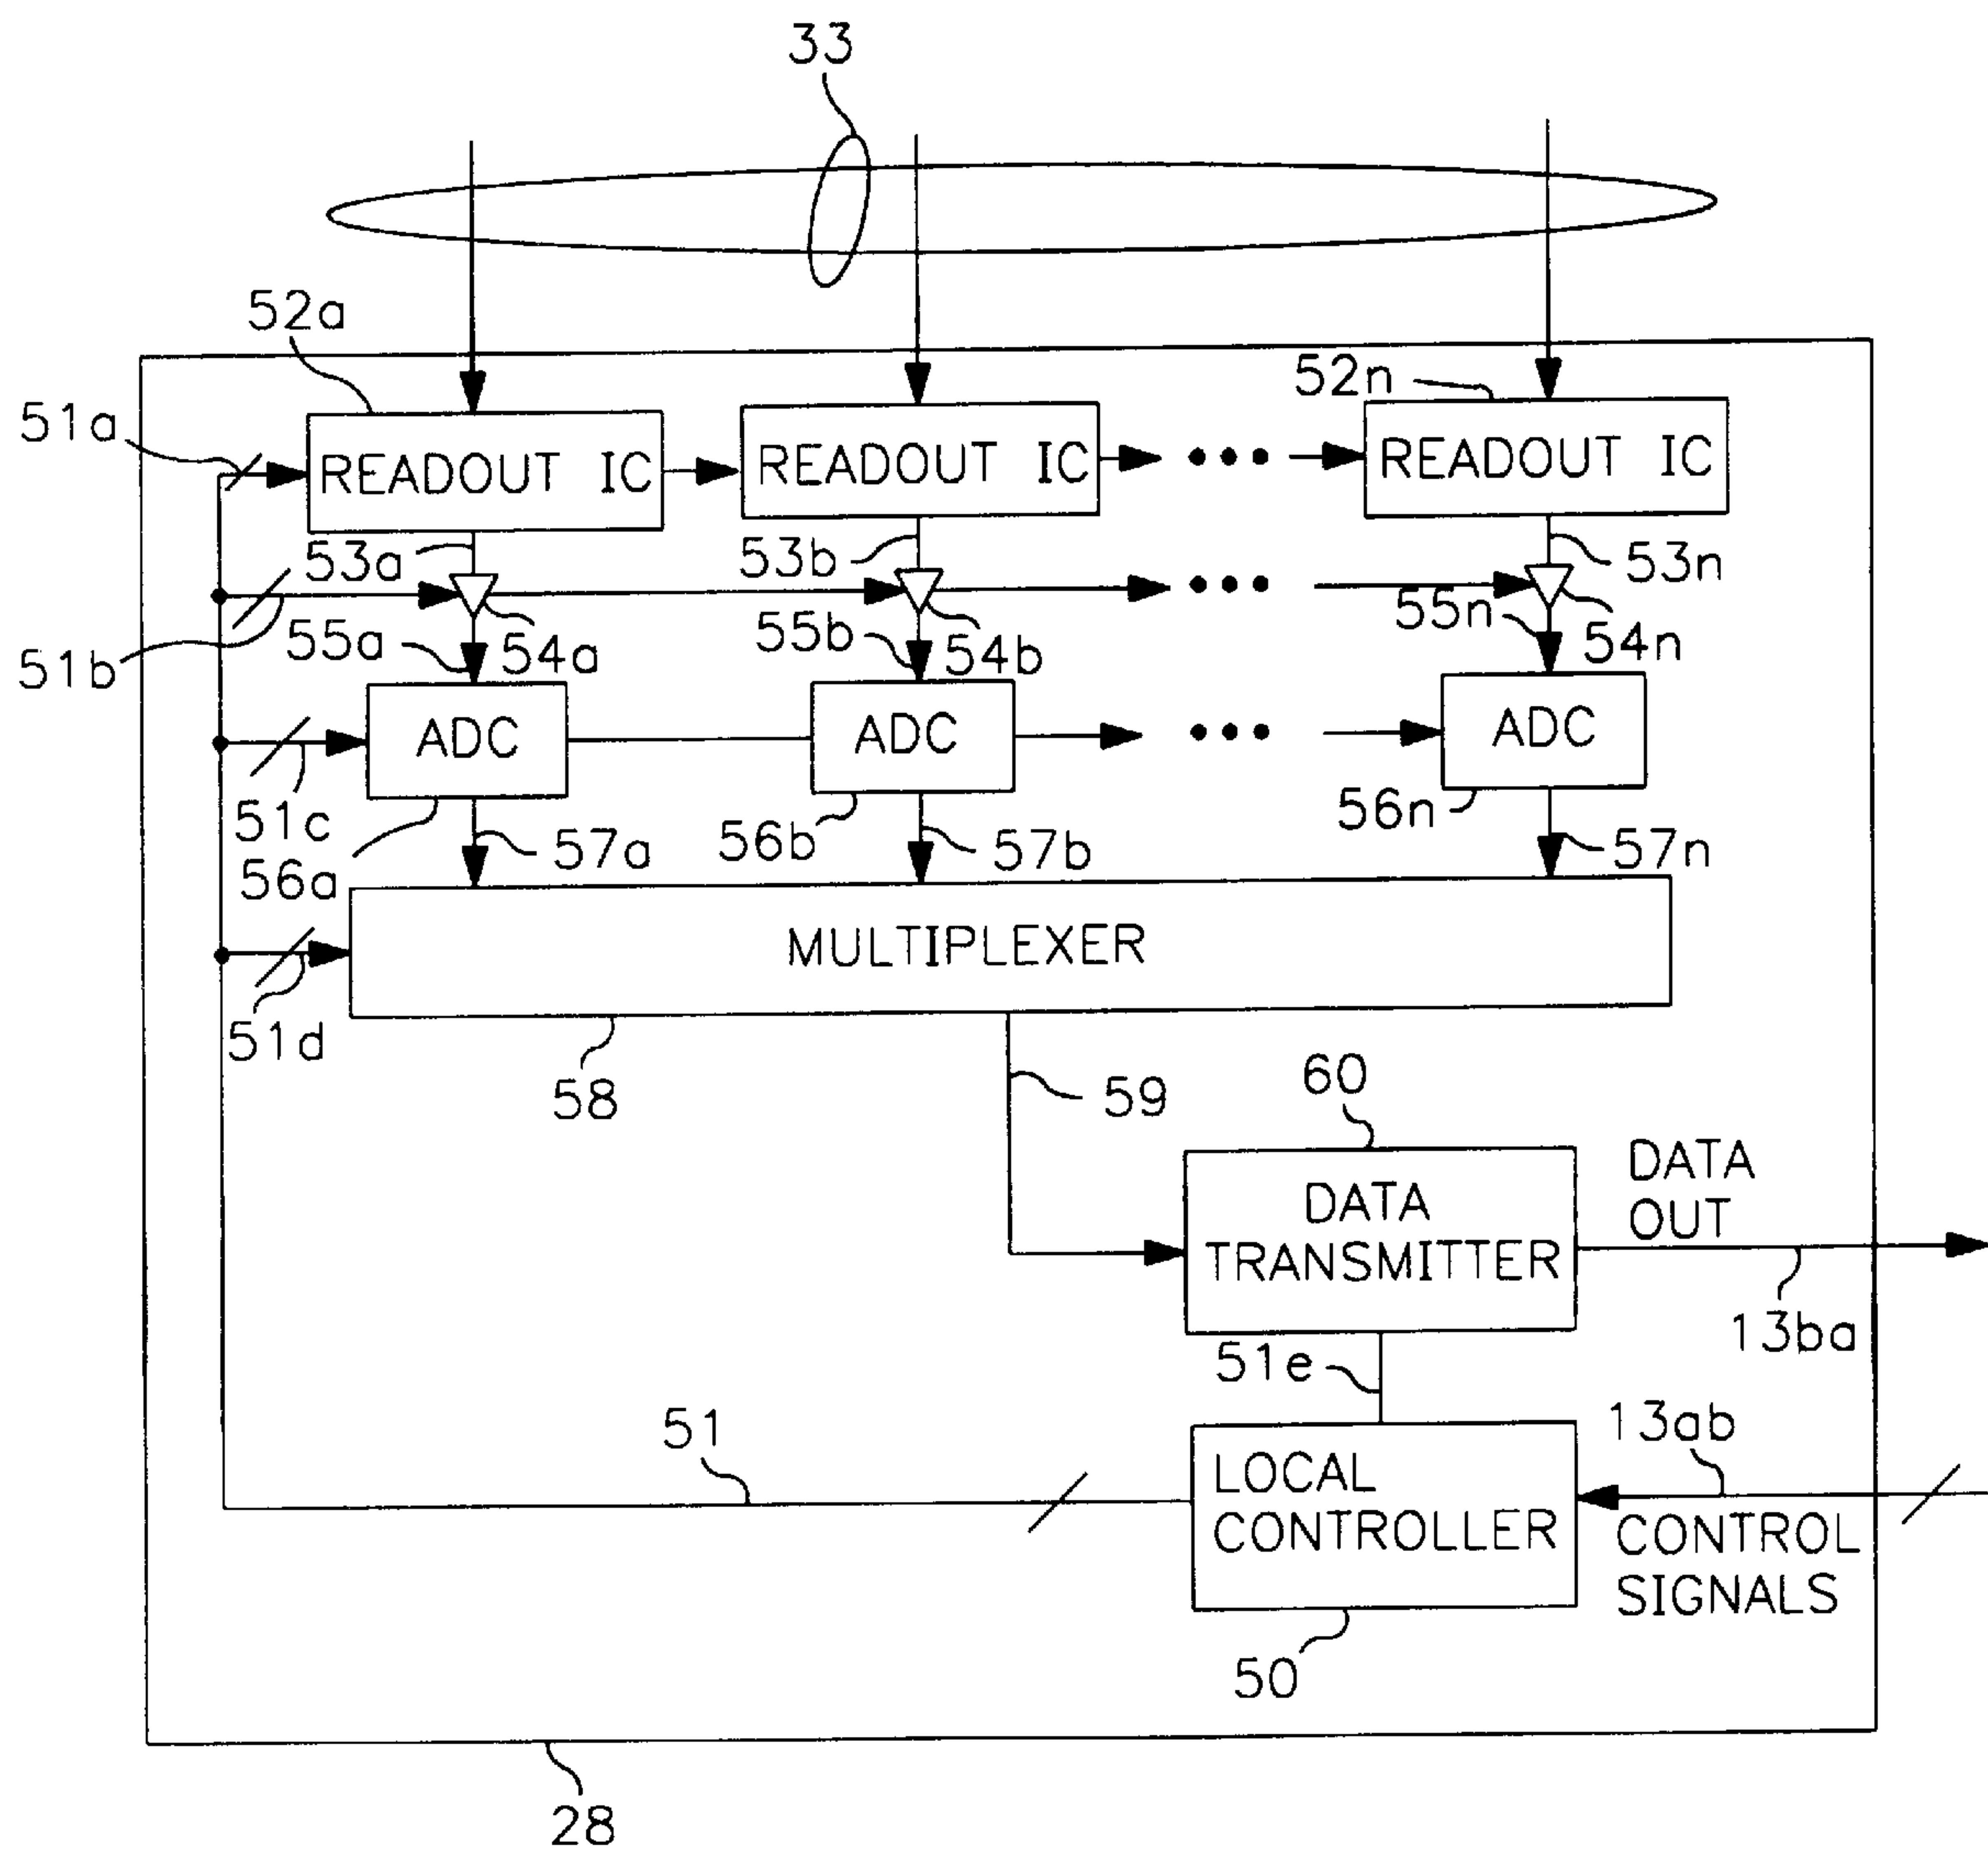 33
52a
52n
51a
READOUT IC
READOUT IC
•••
READOUT IC
53a
53b
53n
•••
51b
55a
54a
55b
54b
55n
54n
ADC
ADC
•••
ADC
51c
56a
57a
56b
57b
56n
57n
MULTIPLEXER
51d
58
59
60
DATA
TRANSMITTER
DATA
OUT
13ba
51e
51
13ab
LOCAL
CONTROLLER
CONTROL
SIGNALS
50
28